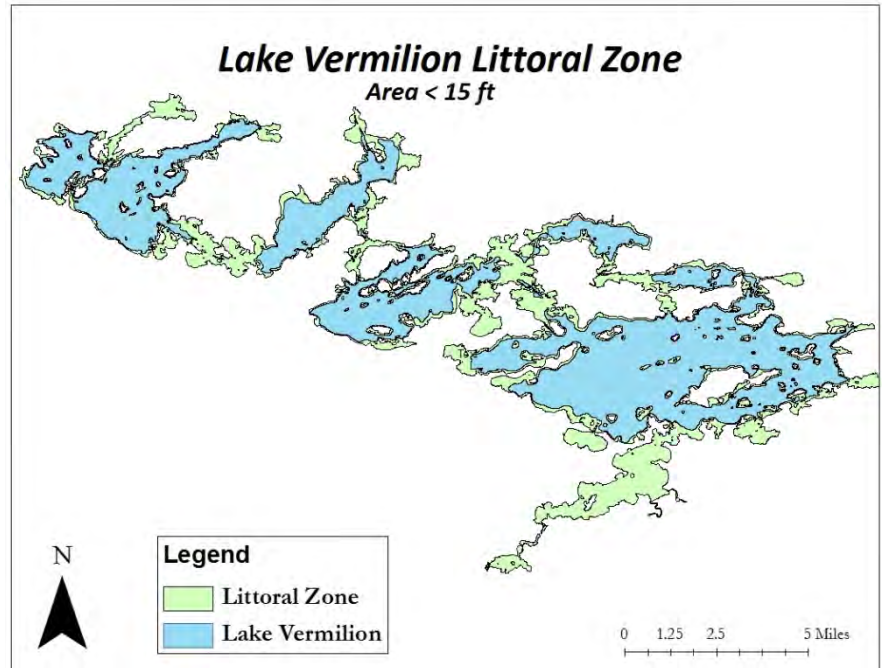 Lake Vermilion Littoral Zone
Area < 15 ft
N
Legend
Littoral Zone
Lake Vermilion
0 1.25 2.5 5 Miles